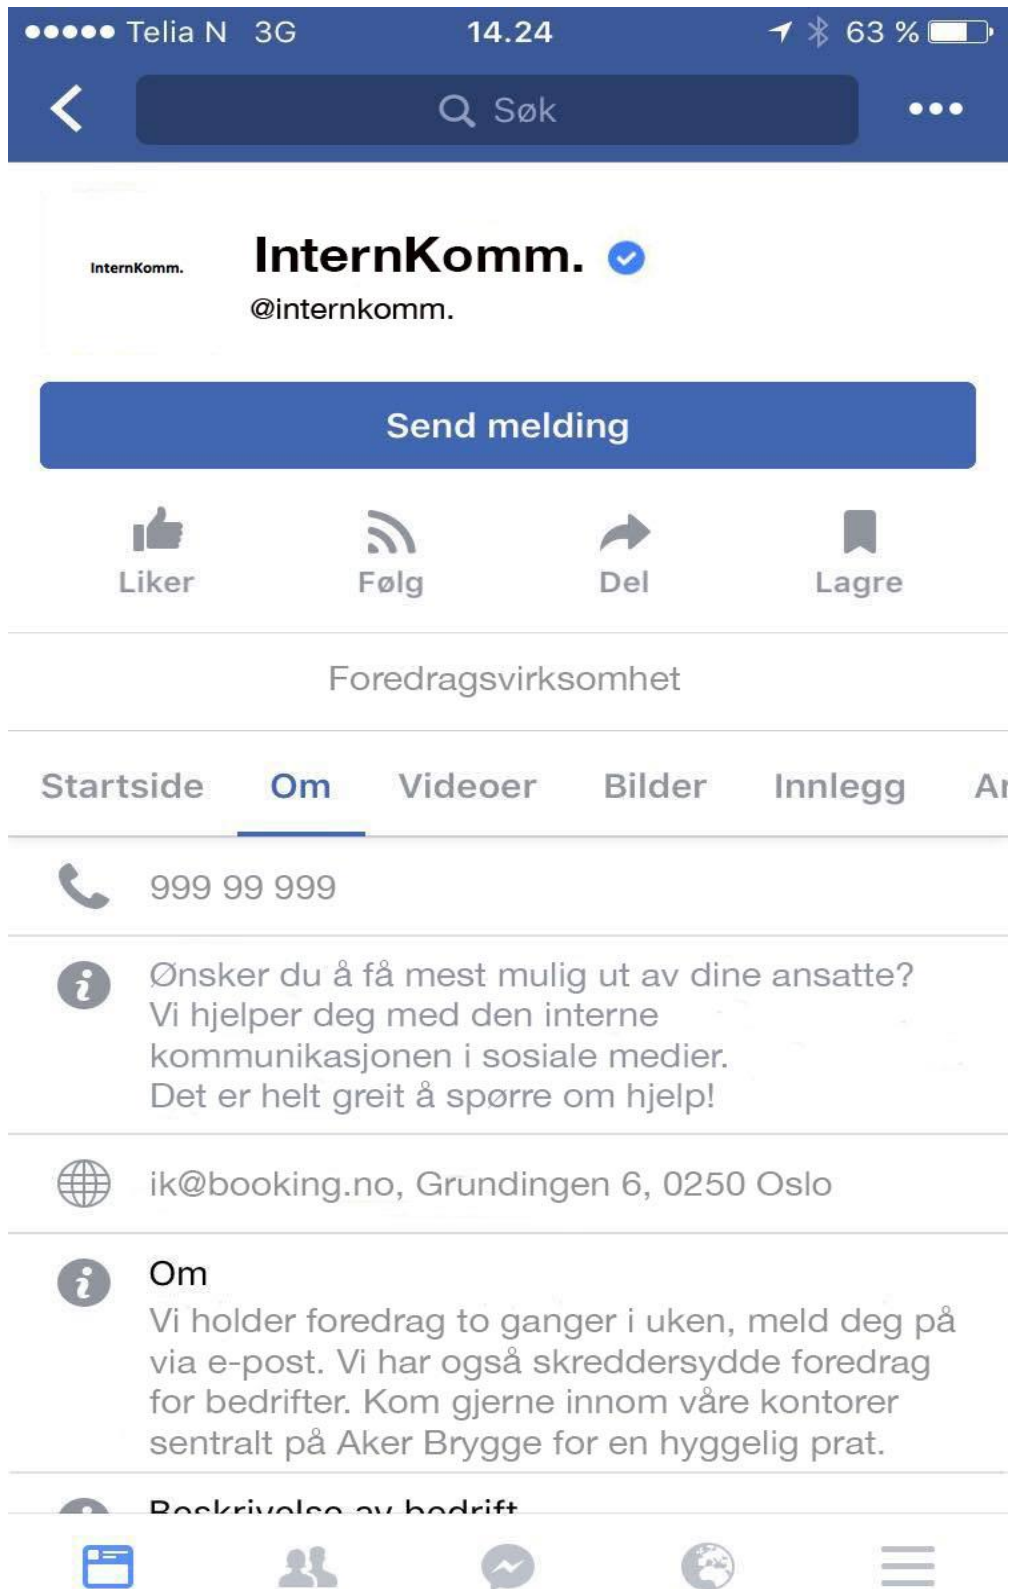 Telia N 3G 14.24 63 %
Søk
InternKomm.
InternKomm.
@internkomm.
Send melding
Liker Følg Del Lagre
Foredragsvirksomhet
Startside Om Videoer Bilder Innlegg Ar
999 99 999
Ønsker du å få mest mulig ut av dine ansatte?
Vi hjelper deg med den interne
kommunikasjonen i sosiale medier.
Det er helt greit å spørre om hjelp!
ik@booking.no, Grundingen 6, 0250 Oslo
Om
Vi holder foredrag to ganger i uken, meld deg på
via e-post. Vi har også skreddersydde foredrag
for bedrifter. Kom gjerne innom våre kontorer
sentralt på Aker Brygge for en hyggelig prat.
Beskrivelse av bedrift